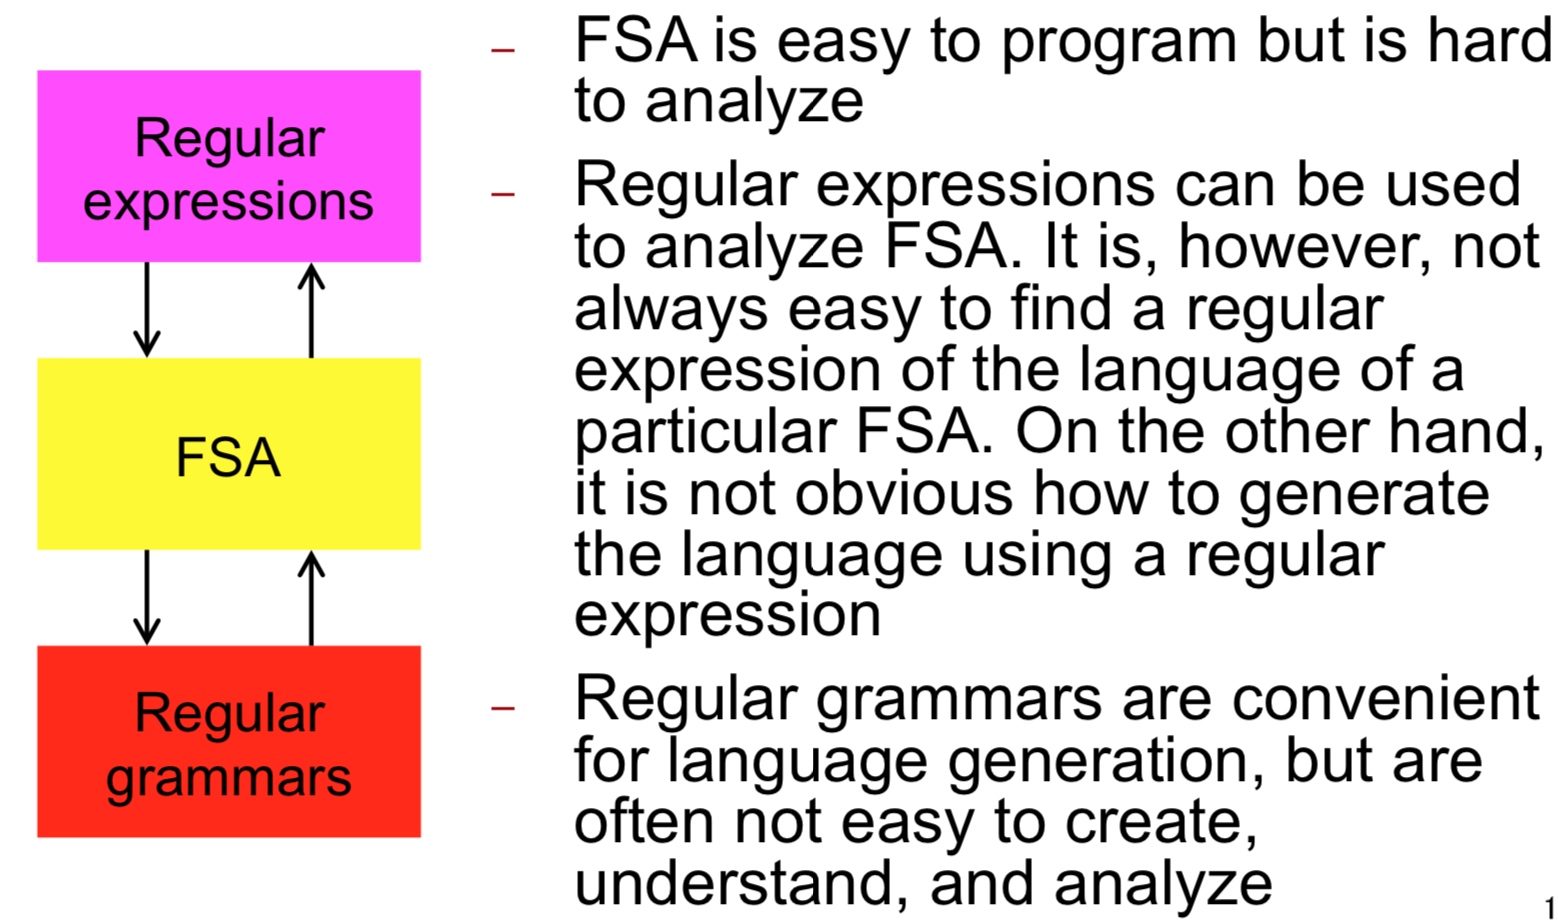 Regular
expressions
FSA
Regular
grammars
– FSA is easy to program but is hard
to analyze
– Regular expressions can be used
to analyze FSA. It is, however, not
always easy to find a regular
expression of the language of a
particular FSA. On the other hand,
it is not obvious how to generate
the language using a regular
expression
– Regular grammars are convenient
for language generation, but are
often not easy to create,
understand, and analyze
1